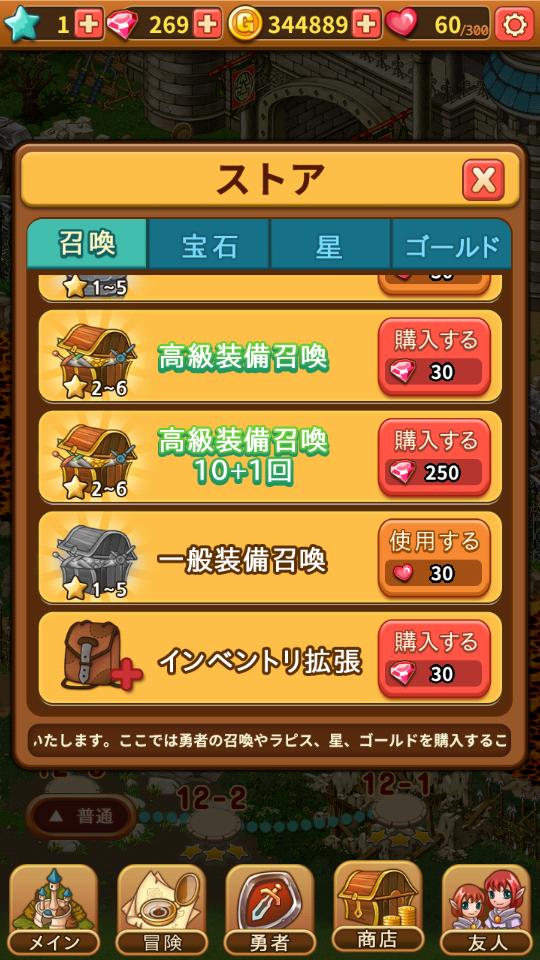 1 269 344889 60/300
ストア
召喚 宝石 星 ゴールド
1~5
高級装備召喚
2~6
購入する
30
高級装備召喚
10+1回
2~6
購入する
250
一般装備召喚
1~5
使用する
30
インベントリ拡張
購入する
30
いたします。ここでは勇者の召喚やラピス、星、ゴールドを購入するこ
12-2
12-1
▲ 普通
メイン 冒険 勇者 商店 友人